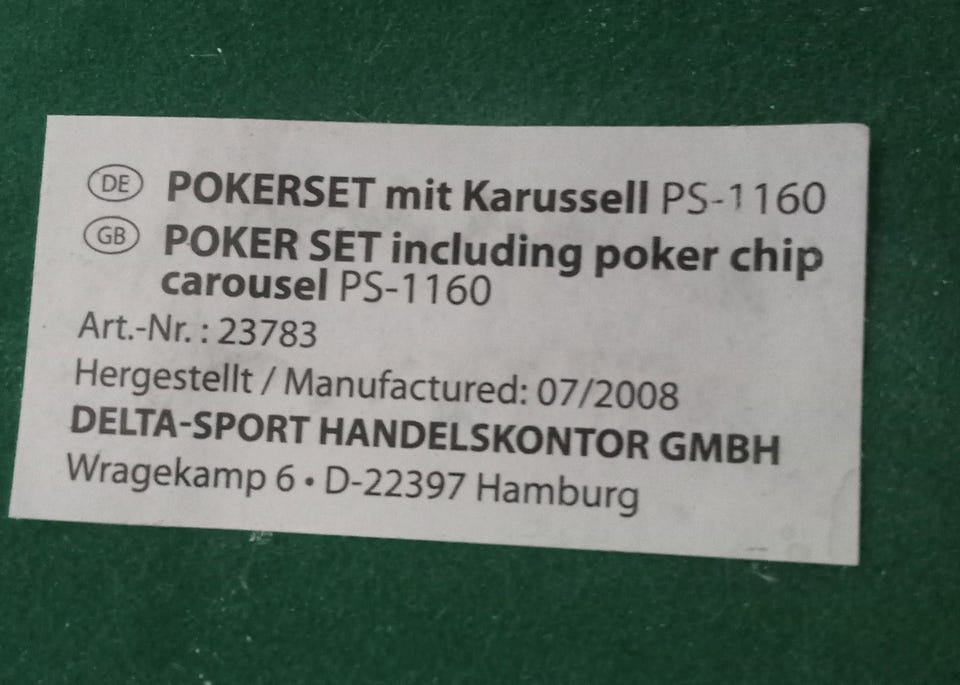 DE POKERSET mit Karussell PS-1160
GB POKER SET including poker chip
carousel PS-1160
Art.-Nr. : 23783
Hergestellt / Manufactured: 07/2008
DELTA-SPORT HANDELSKONTOR GMBH
Wragekamp 6 • D-22397 Hamburg